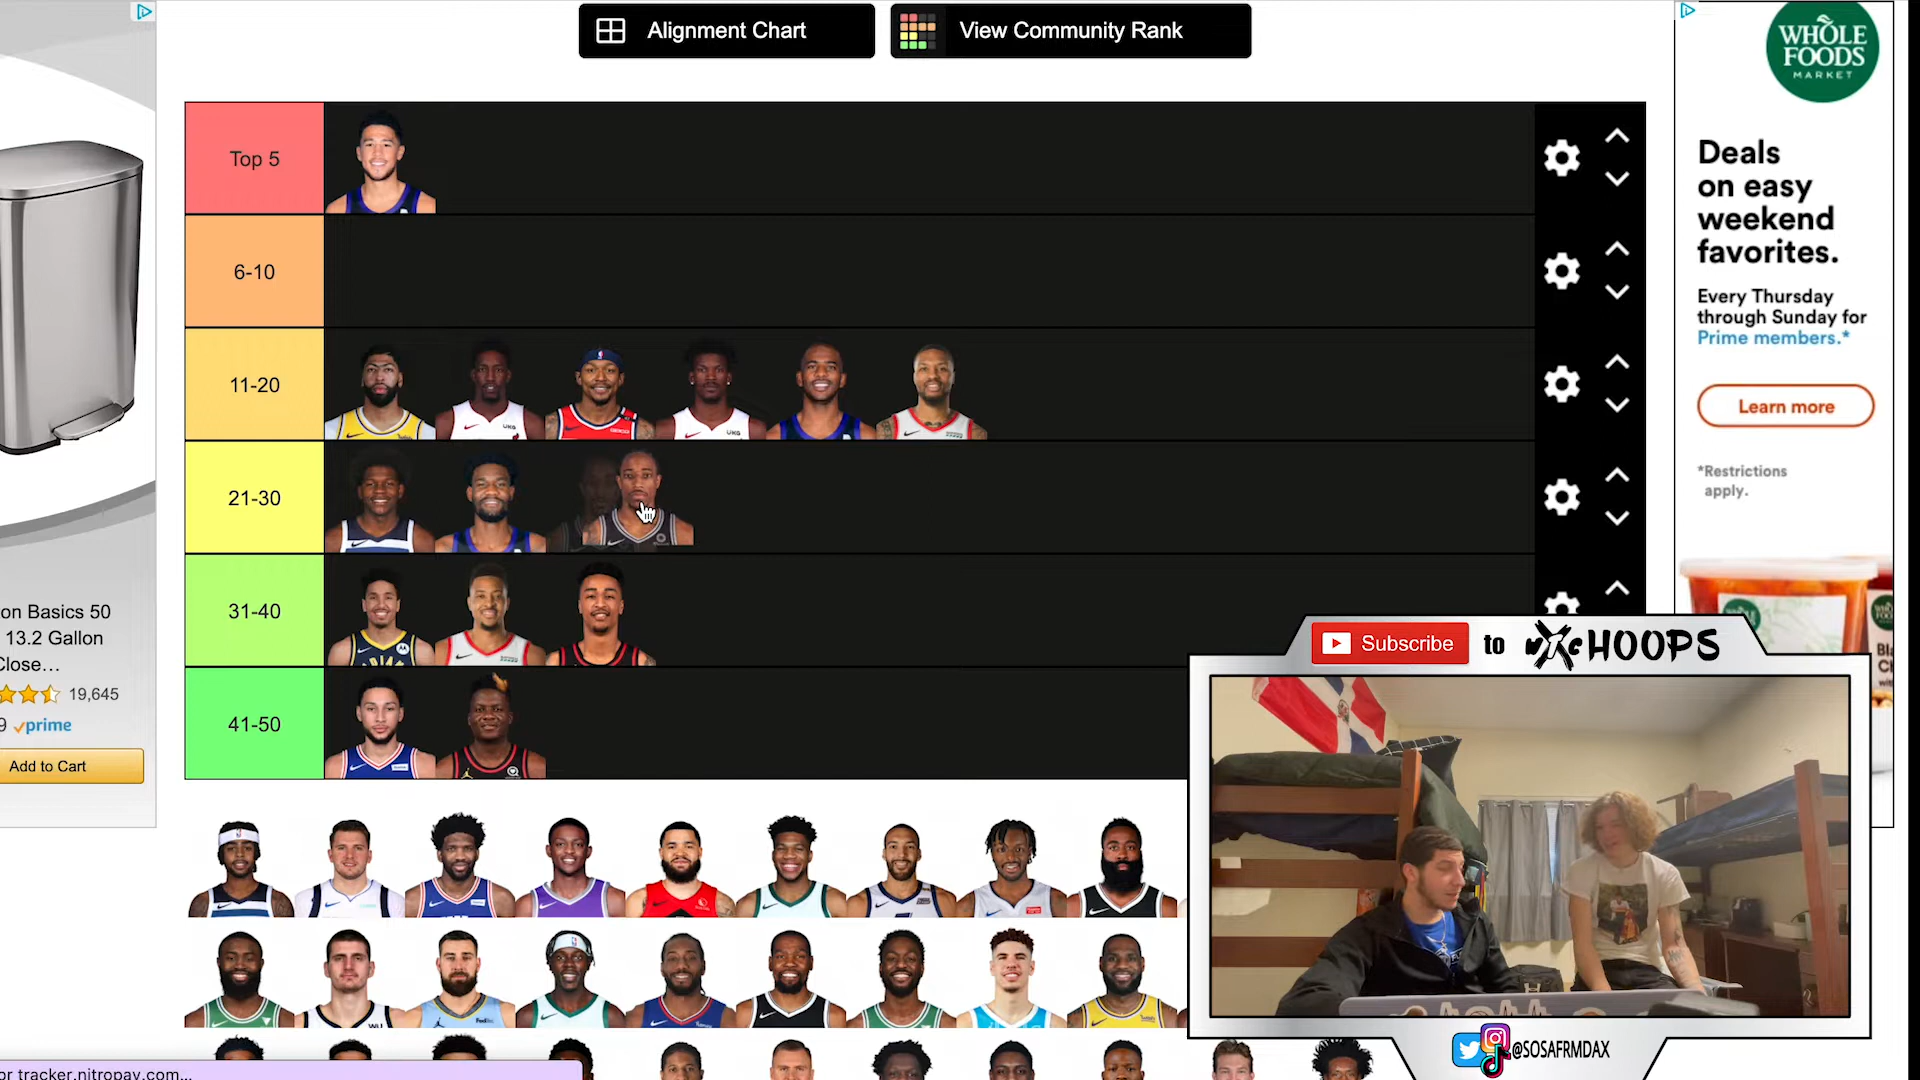 Alignment Chart
View Community Rank
Top 5
6-10
11-20
21-30
31-40
41-50
on Basics 50
13.2 Gallon
Close…
19,645
9 prime
Add to Cart
WHOLE
FOODS
MARKET
Deals
on easy
weekend
favorites.
Every Thursday
through Sunday for
Prime members.*
Learn more
*Restrictions
apply.
Subscribe to HOOPS
@SOSAFRMDAX
or tracker.nitropay.com...